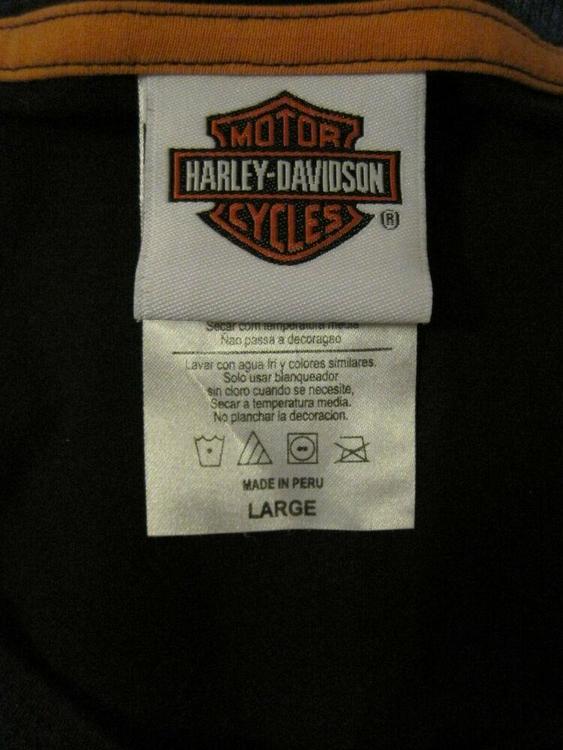 MOTOR
HARLEY-DAVIDSON
CYCLES
®
Secar com temperatura media
Nao passa a decoragao
Lavar con agua fri y colores similares.
Solo usar blanqueador
sin cloro cuando se necesite,
Secar a temperatura media.
No planchar la decoracion.
MADE IN PERU
LARGE